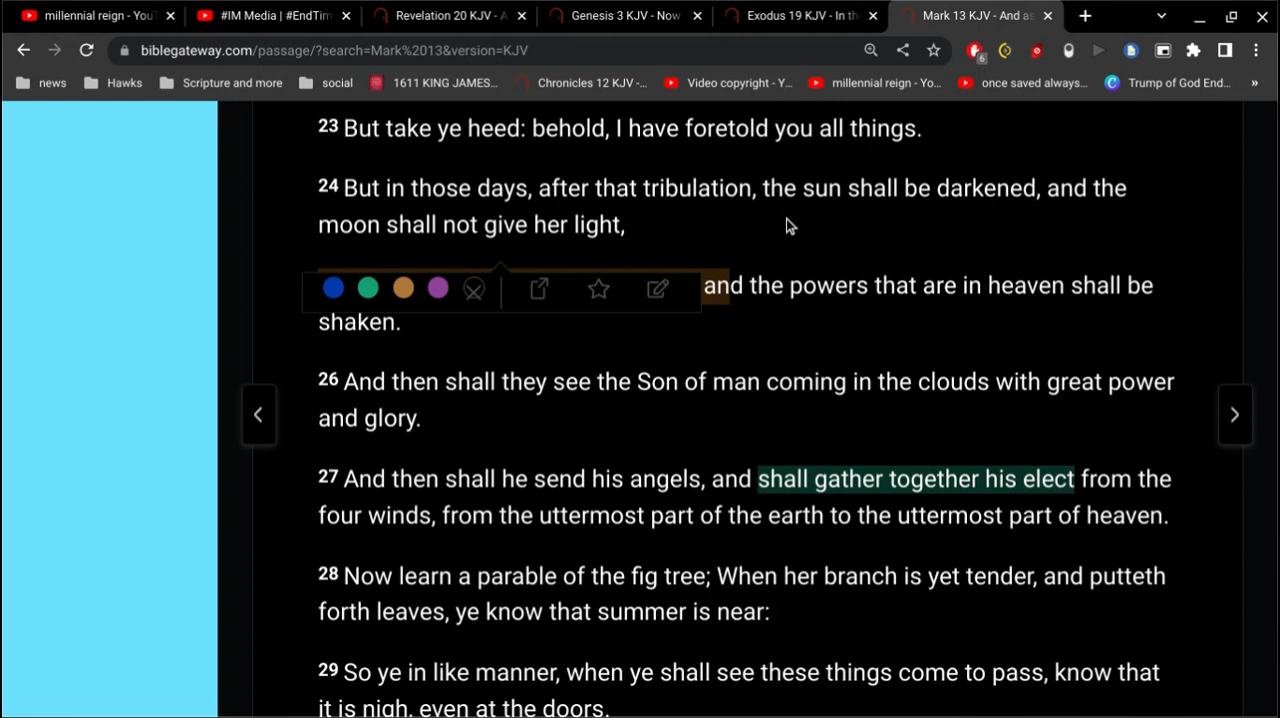 millennial reign - You
#IM Media | #EndTim
Revelation 20 KJV - A
Genesis 3 KJV - Now
Exodus 19 KJV - In th
Mark 13 KJV - And as
biblegateway.com/passage/?search=Mark%2013&version=KJV
6
news
Hawks
Scripture and more
social
1611 KING JAMES...
Chronicles 12 KJV -...
Video copyright - Y...
millennial reign - Yo...
once saved always...
Trump of God End...
»
23 But take ye heed: behold, I have foretold you all things.
24 But in those days, after that tribulation, the sun shall be darkened, and the
moon shall not give her light,
and the powers that are in heaven shall be
shaken.
26 And then shall they see the Son of man coming in the clouds with great power
and glory.
27 And then shall he send his angels, and shall gather together his elect from the
four winds, from the uttermost part of the earth to the uttermost part of heaven.
28 Now learn a parable of the fig tree; When her branch is yet tender, and putteth
forth leaves, ye know that summer is near:
29 So ye in like manner, when ye shall see these things come to pass, know that
it is nigh, even at the doors.